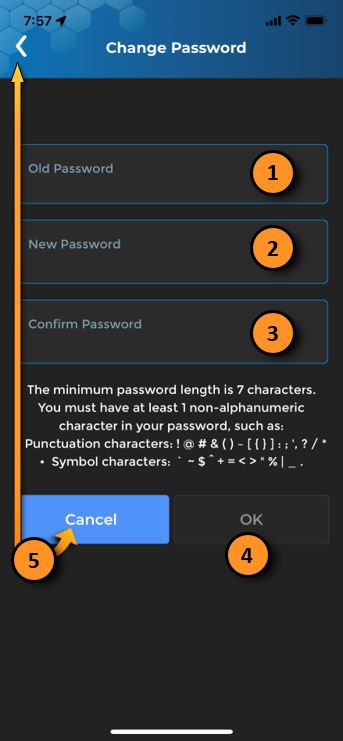 7:57
Change Password
Old Password
1
New Password
2
Confirm Password
3
The minimum password length is 7 characters.
You must have at least 1 non-alphanumeric
character in your password, such as:
Punctuation characters: ! @ # & ( ) – [ { } ] : ; ', ? / *
• Symbol characters: ` ~ $ ^ + = < > " % | _ .
Cancel
OK
5
4